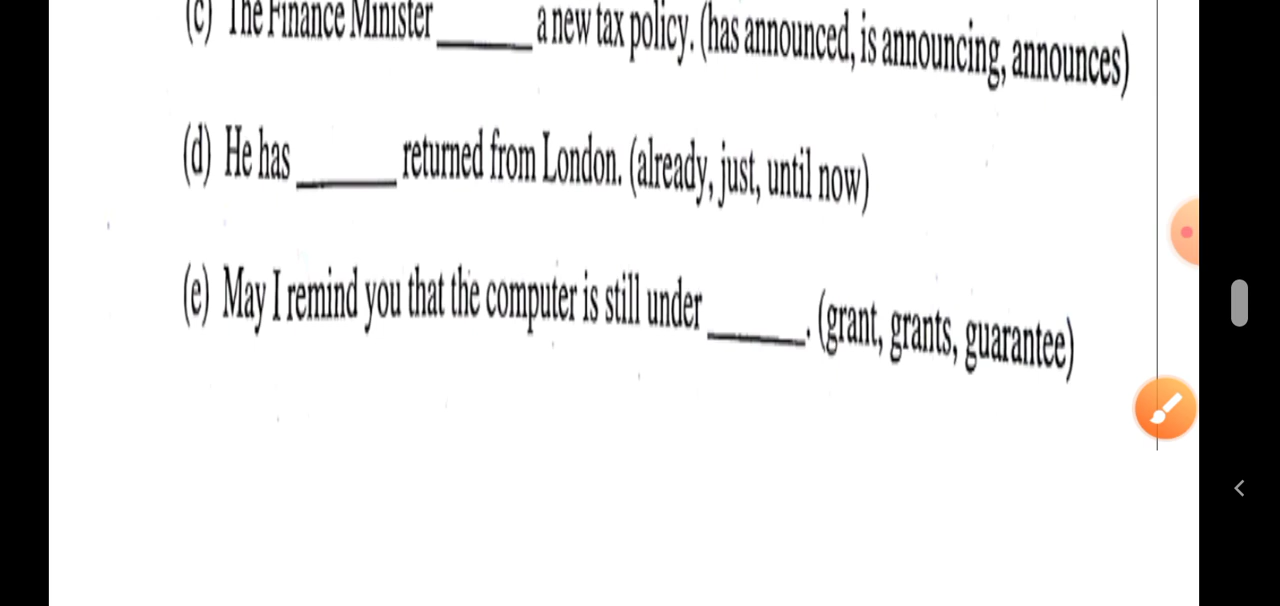 (c) The Finance Minister ______ a new tax policy. (has announced, is announcing, announces)
(d) He has ______ returned from London. (already, just, until now)
(e) May I remind you that the computer is still under ______. (grant, grants, guarantee)